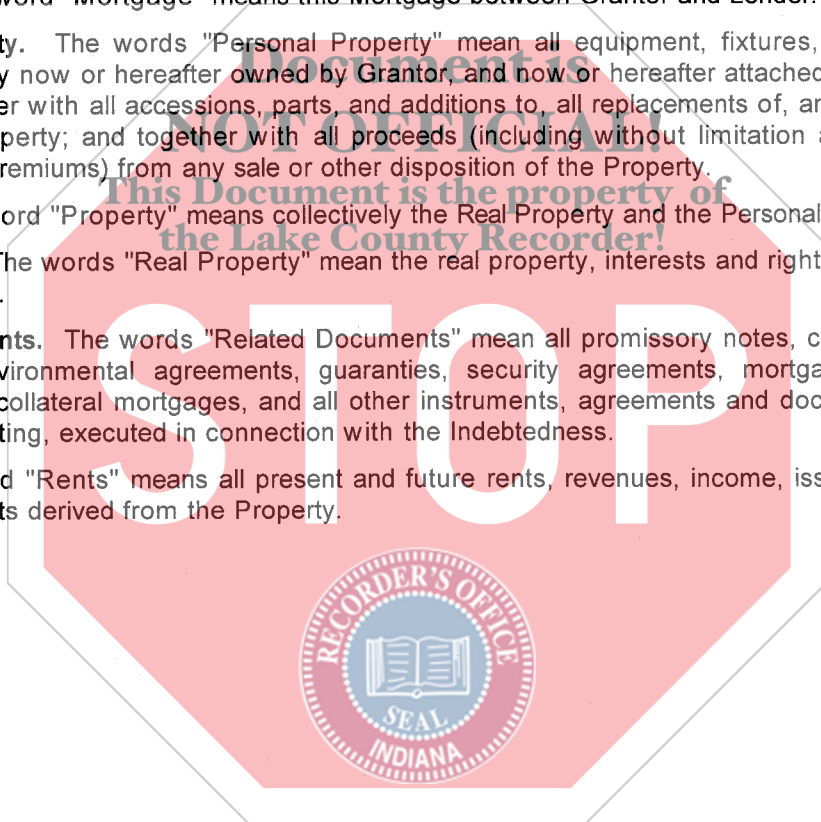 word "Mortgage" means this Mortgage between Grantor and Lender.
ty. The words "Personal Property" mean all equipment, fixtures,
y now or hereafter owned by Grantor, and now or hereafter attached
er with all accessions, parts, and additions to, all replacements of, an
perty; and together with all proceeds (including without limitation a
remiums) from any sale or other disposition of the Property.
ord "Property" means collectively the Real Property and the Personal
The words "Real Property" mean the real property, interests and right
.
nts. The words "Related Documents" mean all promissory notes, c
vironmental agreements, guaranties, security agreements, mortga
collateral mortgages, and all other instruments, agreements and doc
ting, executed in connection with the Indebtedness.
d "Rents" means all present and future rents, revenues, income, iss
ts derived from the Property.
Document is
NOT OFFICIAL!
This Document is the property of
the Lake County Recorder!
STOP
RECORDER'S OFFICE
SEAL
INDIANA